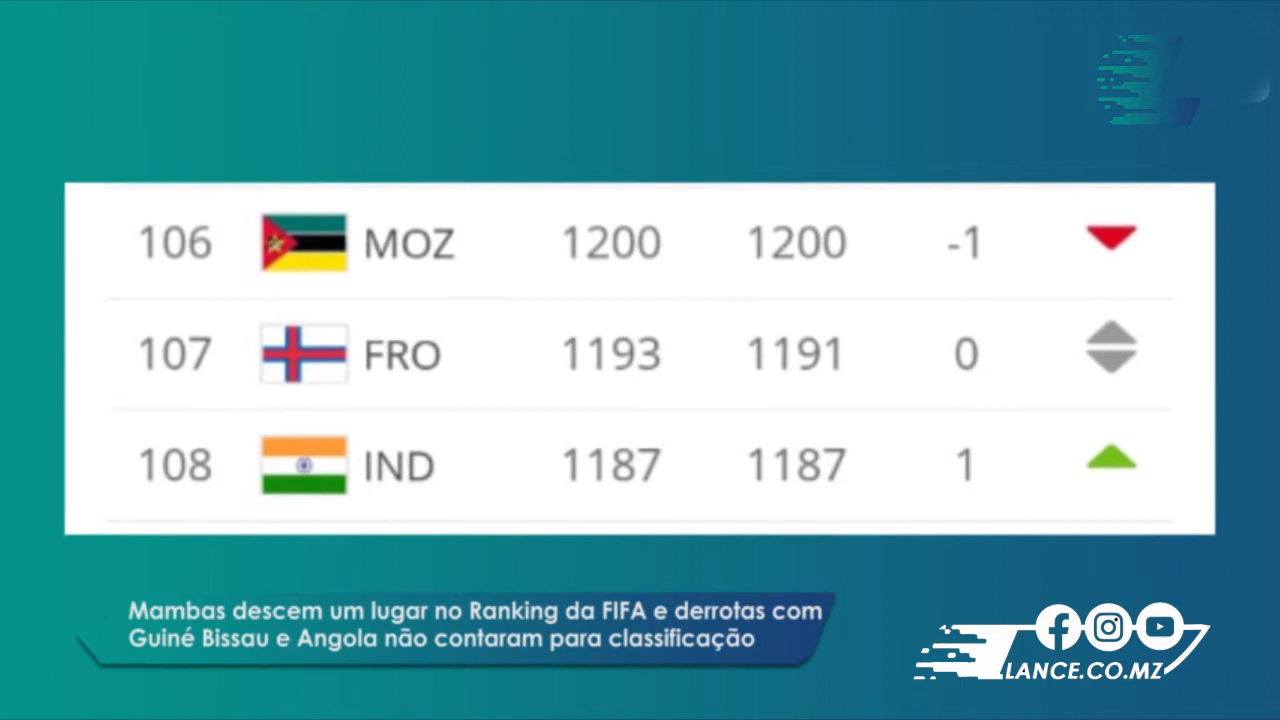 106 MOZ 1200 1200 -1
107 FRO 1193 1191 0
108 IND 1187 1187 1
Mambas descem um lugar no Ranking da FIFA e derrotas com
Guiné Bissau e Angola não contaram para classificação
LANCE.CO.MZ